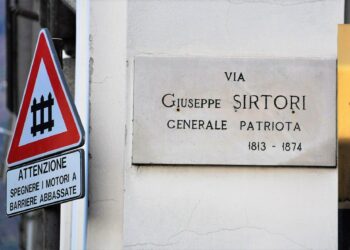 VIA
GIUSEPPE SIRTORI
GENERALE PATRIOTA
1813 - 1874
ATTENZIONE
SPEGNERE I MOTORI A
BARRIERE ABBASSATE